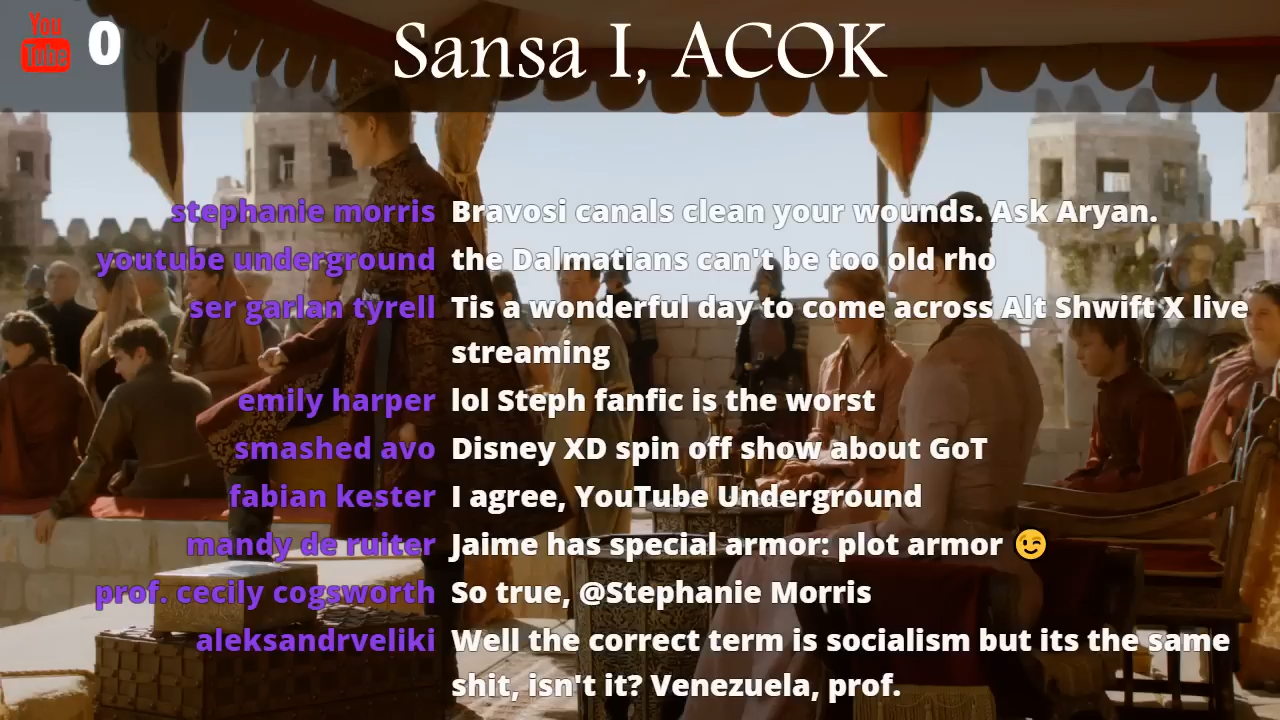 You
Tube
0
Sansa I, ACOK
stephanie morris Bravosi canals clean your wounds. Ask Aryan.
youtube underground the Dalmatians can't be too old rho
ser garlan tyrell Tis a wonderful day to come across Alt Shwift X live
streaming
emily harper lol Steph fanfic is the worst
smashed avo Disney XD spin off show about GoT
fabian kester I agree, YouTube Underground
mandy de ruiter Jaime has special armor: plot armor 😉
prof. cecily cogsworth So true, @Stephanie Morris
aleksandrveliki Well the correct term is socialism but its the same
shit, isn't it? Venezuela, prof.